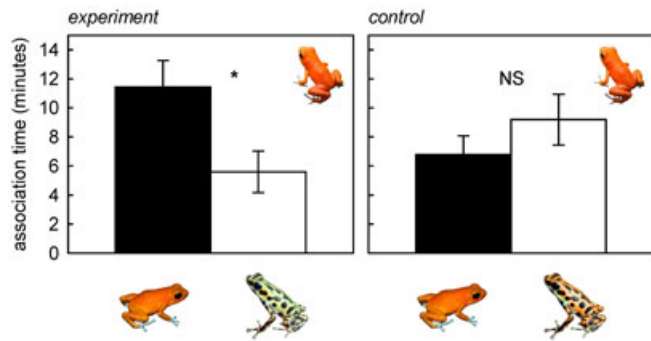 experiment
control
association time (minutes)
14
12
10
8
6
4
2
0
*
NS